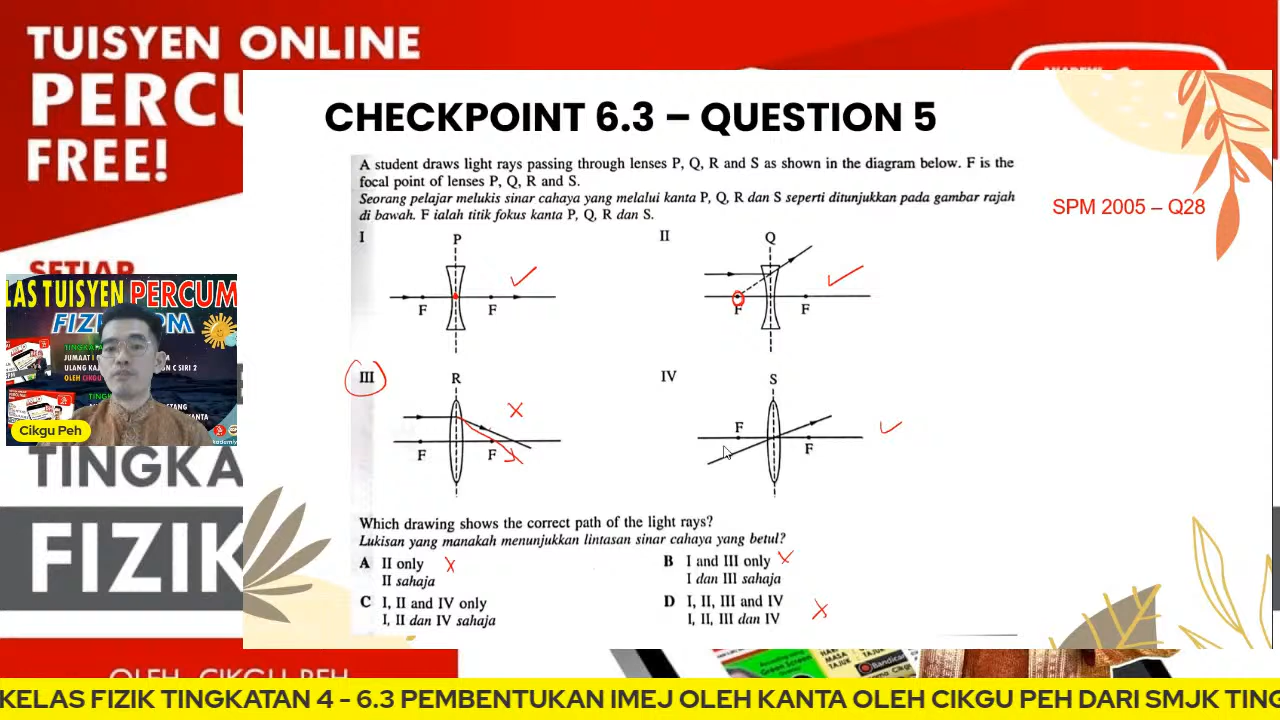 TUISYEN ONLINE
PERCU
FREE!
SETIAP
CHECKPOINT 6.3 – QUESTION 5
A student draws light rays passing through lenses P, Q, R and S as shown in the diagram below. F is the
focal point of lenses P, Q, R and S.
Seorang pelajar melukis sinar cahaya yang melalui kanta P, Q, R dan S seperti ditunjukkan pada gambar rajah
di bawah. F ialah titik fokus kanta P, Q, R dan S.
SPM 2005 – Q28
I
P
F
F
II
Q
F
F
III
R
F
F
IV
S
F
F
Which drawing shows the correct path of the light rays?
Lukisan yang manakah menunjukkan lintasan sinar cahaya yang betul?
A II only
II sahaja
B I and III only
I dan III sahaja
C I, II and IV only
I, II dan IV sahaja
D I, II, III and IV
I, II, III dan IV
LAS TUISYEN PERCUM
Cikgu Peh
TINGKA
FIZIK
OLEH CIKGU PEH
KELAS FIZIK TINGKATAN 4 - 6.3 PEMBENTUKAN IMEJ OLEH KANTA OLEH CIKGU PEH DARI SMJK TING